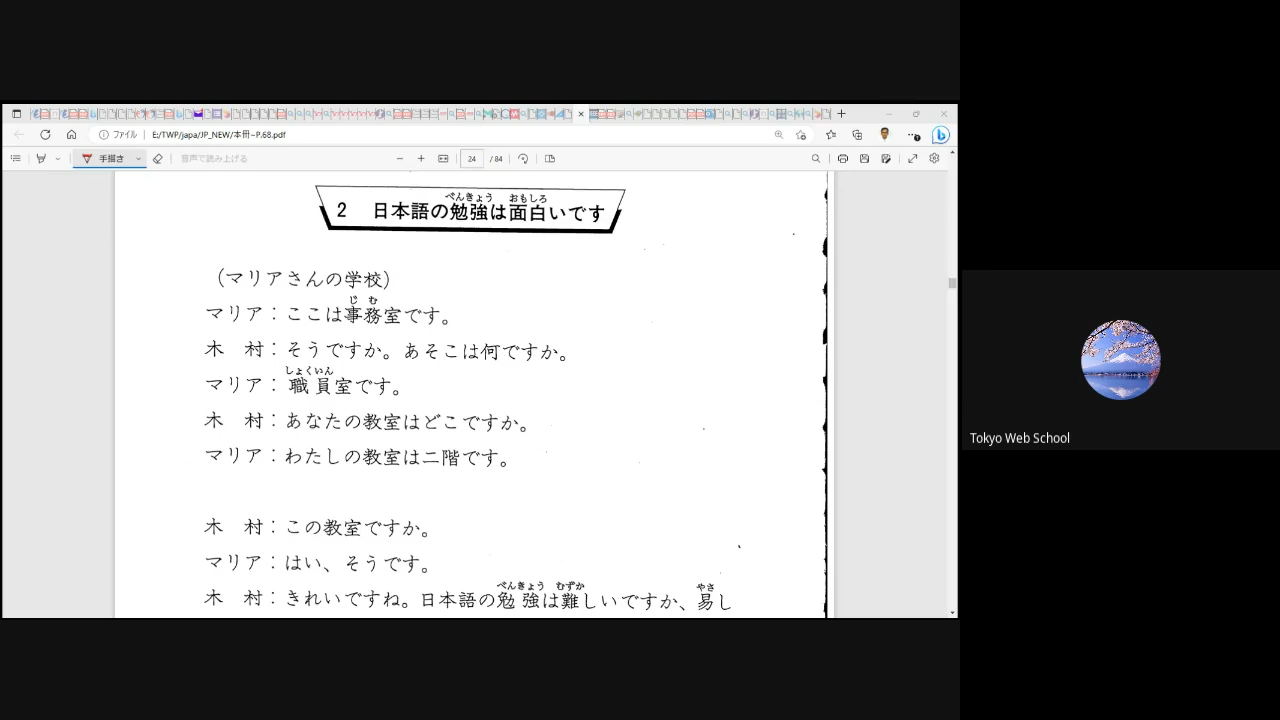 ファイル E:/TWP/japa/JP_NEW/本冊~P.68.pdf
手描き 音声で読み上げる 24 / 84
べんきょう おもしろ
2 日本語の勉強は面白いです
(マリアさんの学校)
じ む
マリア:ここは事務室です。
木 村:そうですか。あそこは何ですか。
しょくいん
マリア:職員室です。
木 村:あなたの教室はどこですか。
マリア:わたしの教室は二階です。
木 村:この教室ですか。
マリア:はい、そうです。
べんきょう むずか やさ
木 村:きれいですね。日本語の勉強は難しいですか、易し
Tokyo Web School